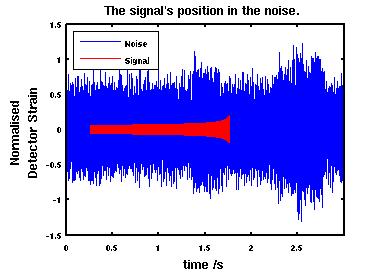 The signal's position in the noise.
1.5
Noise
Signal
1
0.5
0
-0.5
-1
-1.5
Normalised
Detector Strain
0 0.5 1 1.5 2 2.5
time /s